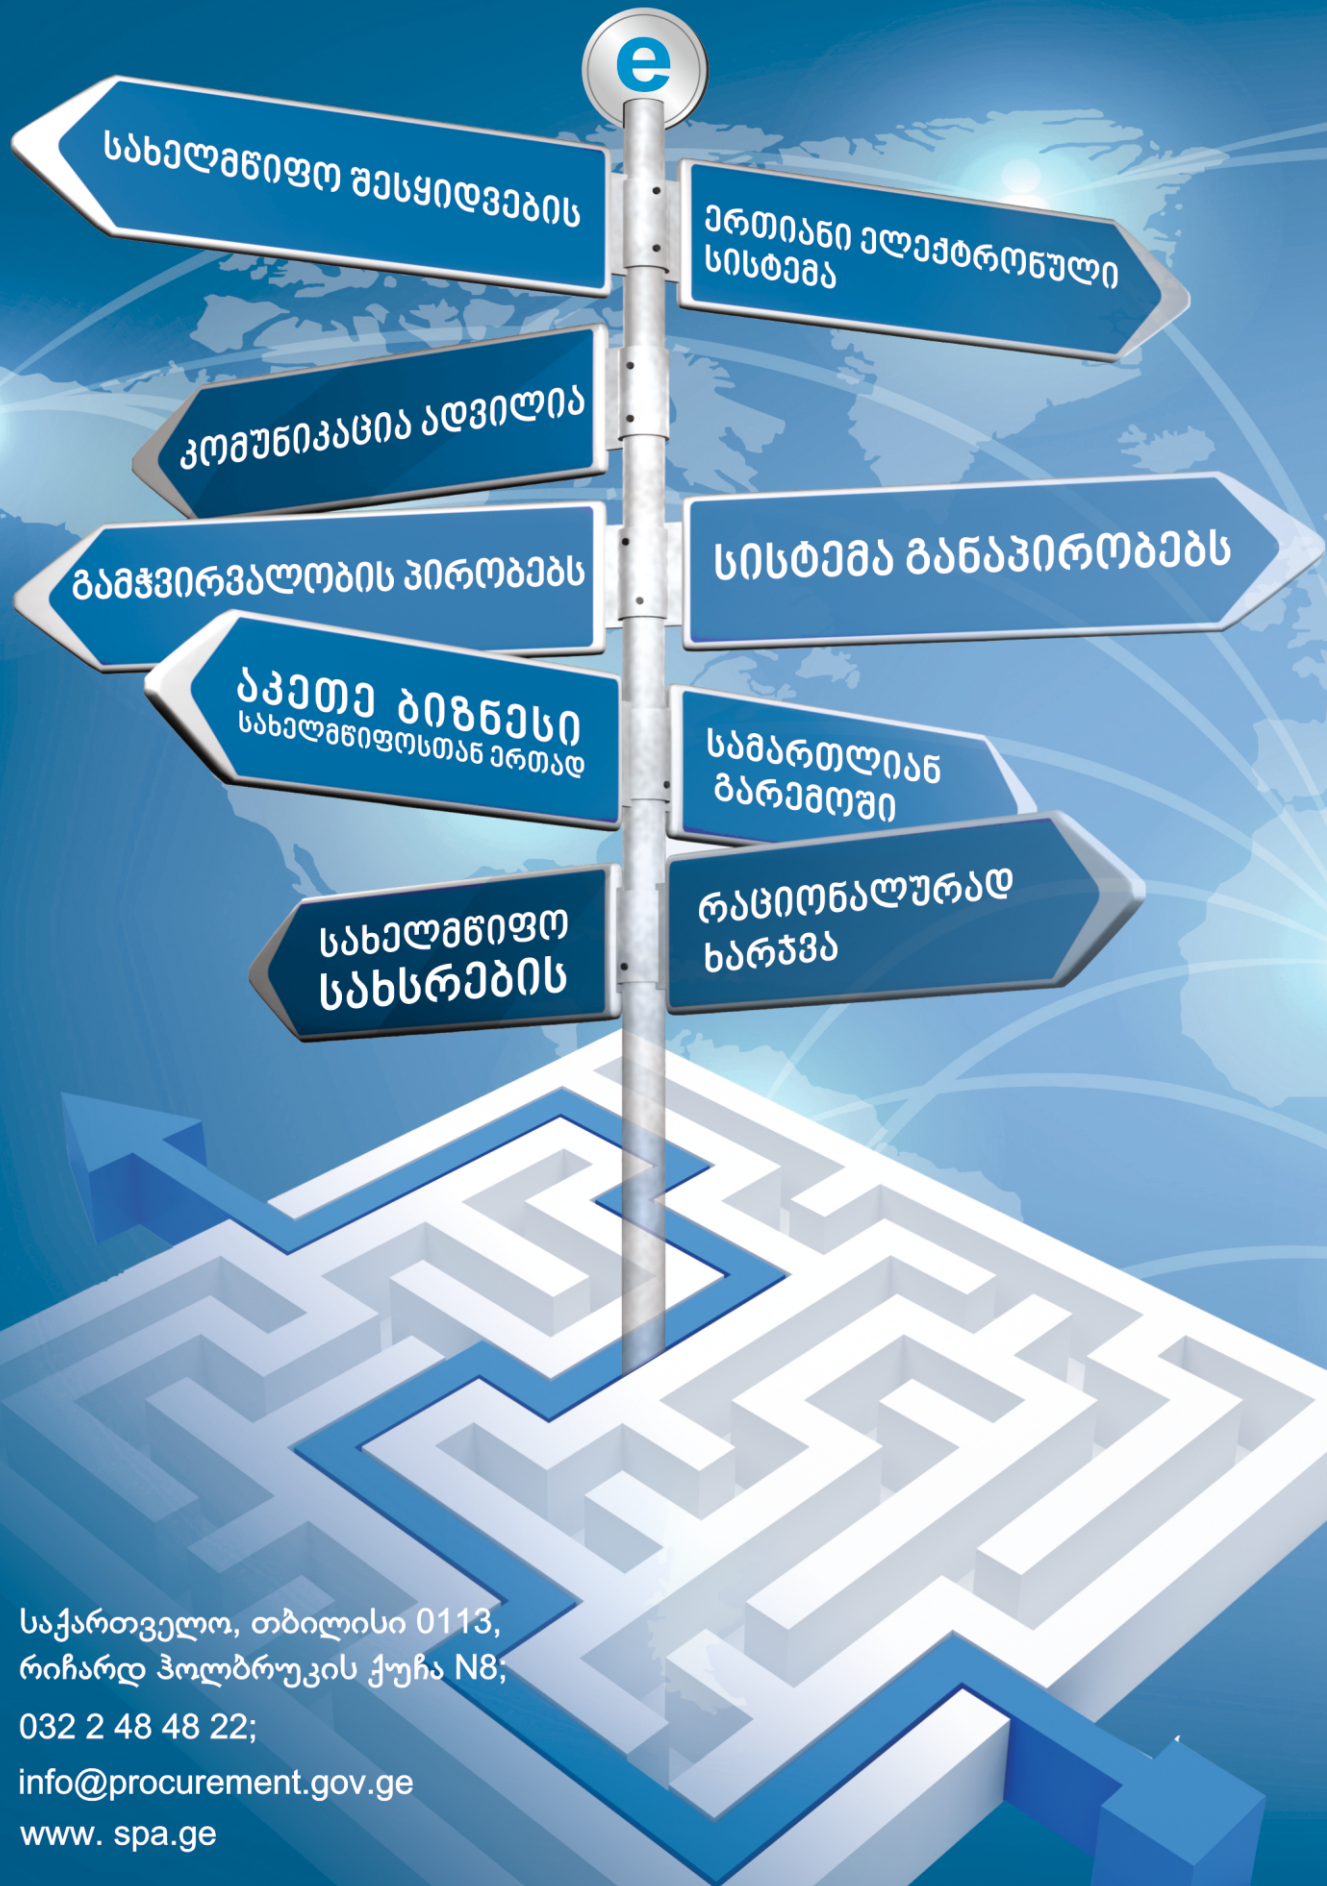 e
სახელმწიფო შესყიდვების
ერთიანი ელექტრონული
სისტემა
კომუნიკაცია ადვილია
გამჭვირვალობის პირობებს
სისტემა განაპირობებს
აკეთე ბიზნესი
სახელმწიფოსთან ერთად
სამართლიან
გარემოში
სახელმწიფო
სახსრების
რაციონალურად
ხარჯვა
საქართველო, თბილისი 0113,
რიჩარდ ჰოლბრუკის ქუჩა N8;
032 2 48 48 22;
info@procurement.gov.ge
www. spa.ge